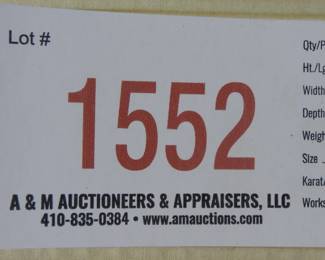 Lot #
1552
A & M AUCTIONEERS & APPRAISERS, LLC
410-835-0384 • www.amauctions.com
Qty/P
Ht./Lg
Width
Depth
Weigh
Size
Karat/
Works